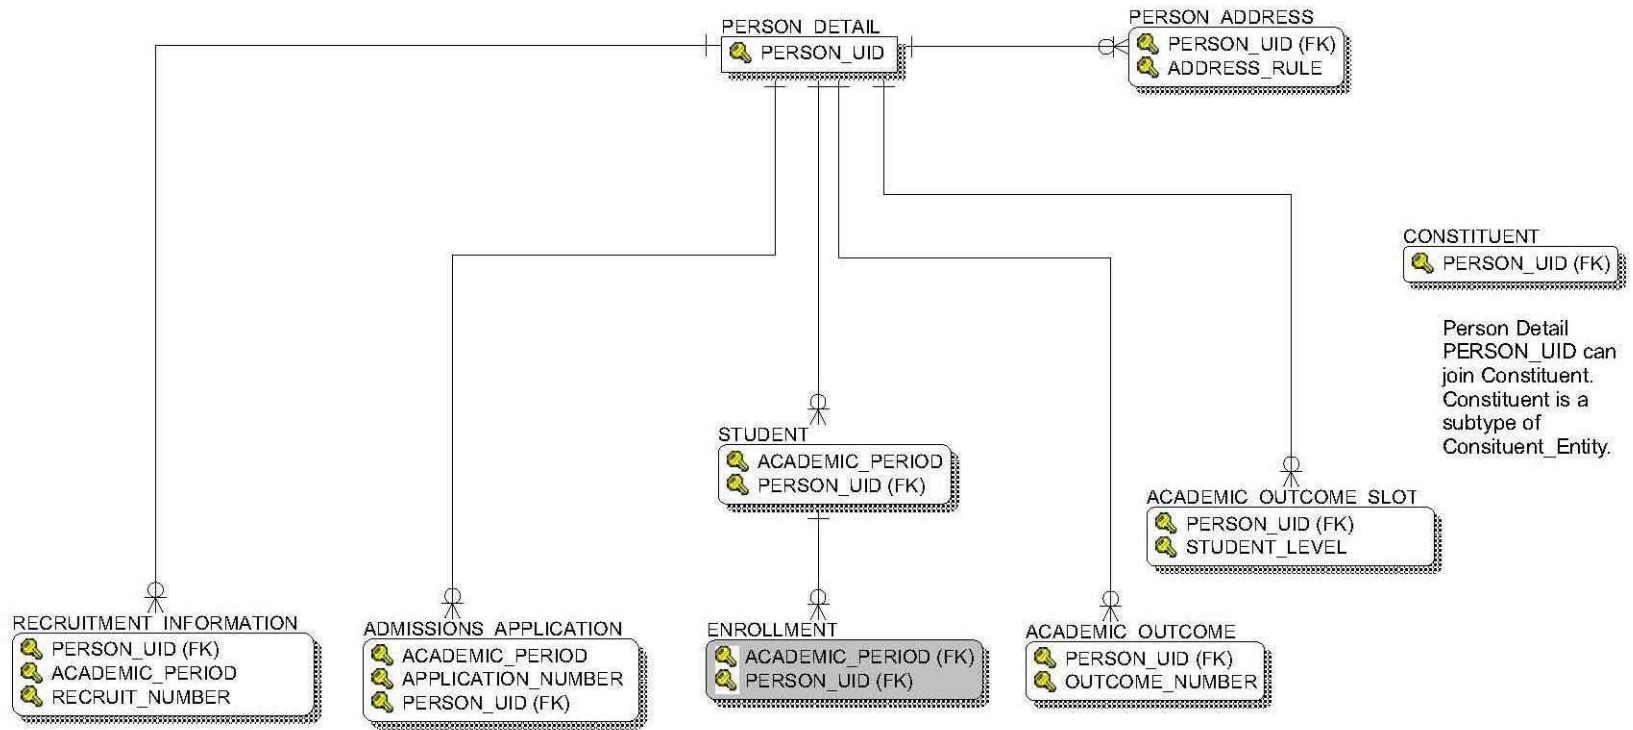 PERSON_DETAIL
PERSON_UID
PERSON_ADDRESS
PERSON_UID (FK)
ADDRESS_RULE
CONSTITUENT
PERSON_UID (FK)
Person Detail
PERSON_UID can
join Constituent.
Constituent is a
subtype of
Consituent_Entity.
STUDENT
ACADEMIC_PERIOD
PERSON_UID (FK)
ACADEMIC_OUTCOME_SLOT
PERSON_UID (FK)
STUDENT_LEVEL
RECRUITMENT_INFORMATION
PERSON_UID (FK)
ACADEMIC_PERIOD
RECRUIT_NUMBER
ADMISSIONS_APPLICATION
ACADEMIC_PERIOD
APPLICATION_NUMBER
PERSON_UID (FK)
ENROLLMENT
ACADEMIC_PERIOD (FK)
PERSON_UID (FK)
ACADEMIC_OUTCOME
PERSON_UID (FK)
OUTCOME_NUMBER